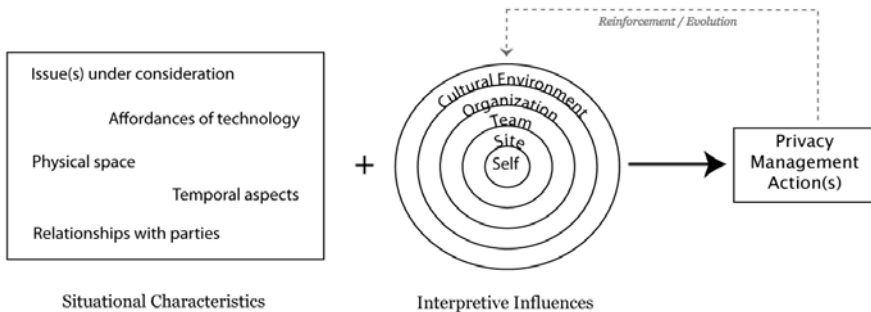 Reinforcement / Evolution
Issue(s) under consideration
Affordances of technology
Physical space
Temporal aspects
Relationships with parties
+
Cultural Environment
Organization
Team
Site
Self
Privacy
Management
Action(s)
Situational Characteristics
Interpretive Influences